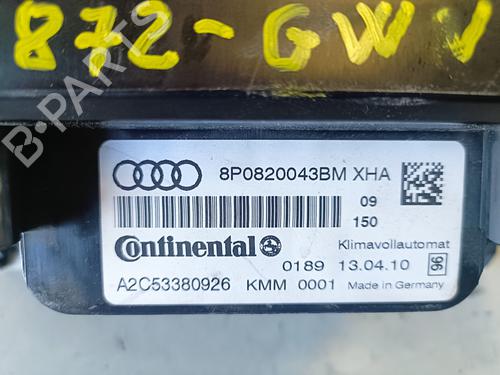 872-GWV
B-PARTS
8P0820043BM XHA
09
150
Continental
Klimavollautomat
0189 13.04.10
96
A2C53380926 KMM 0001 Made in Germany